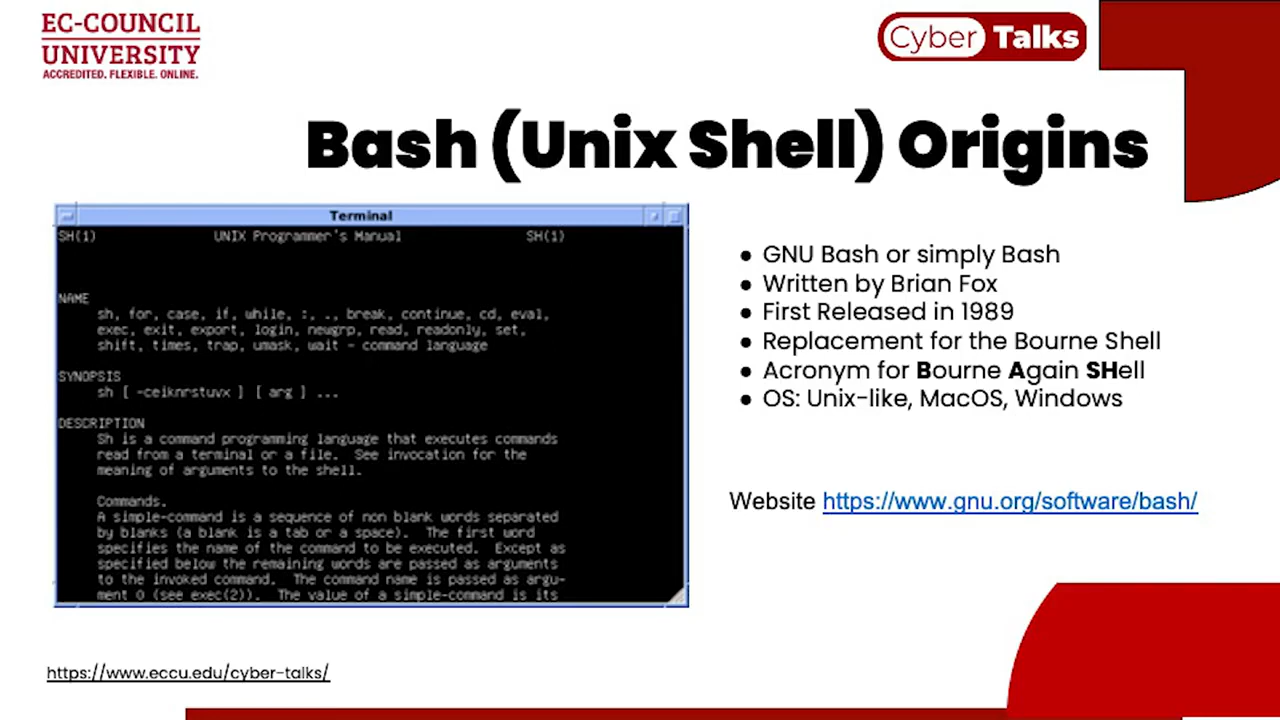 EC-COUNCIL
UNIVERSITY
ACCREDITED. FLEXIBLE. ONLINE.
Cyber Talks
Bash (Unix Shell) Origins
Terminal
SH(1) UNIX Programmer's Manual SH(1)
NAME
sh, for, case, if, while, :, ., break, continue, cd, eval,
exec, exit, export, login, newgrp, read, readonly, set,
shift, times, trap, umask, wait - command language
SYNOPSIS
sh [ -ceiknrstuvx ] [ arg ] ...
DESCRIPTION
Sh is a command programming language that executes commands
read from a terminal or a file. See invocation for the
meaning of arguments to the shell.
Commands.
A simple-command is a sequence of non blank words separated
by blanks (a blank is a tab or a space). The first word
specifies the name of the command to be executed. Except as
specified below the remaining words are passed as arguments
to the invoked command. The command name is passed as argu-
ment 0 (see exec(2)). The value of a simple-command is its
● GNU Bash or simply Bash
● Written by Brian Fox
● First Released in 1989
● Replacement for the Bourne Shell
● Acronym for Bourne Again SHell
● OS: Unix-like, MacOS, Windows
Website https://www.gnu.org/software/bash/
https://www.eccu.edu/cyber-talks/